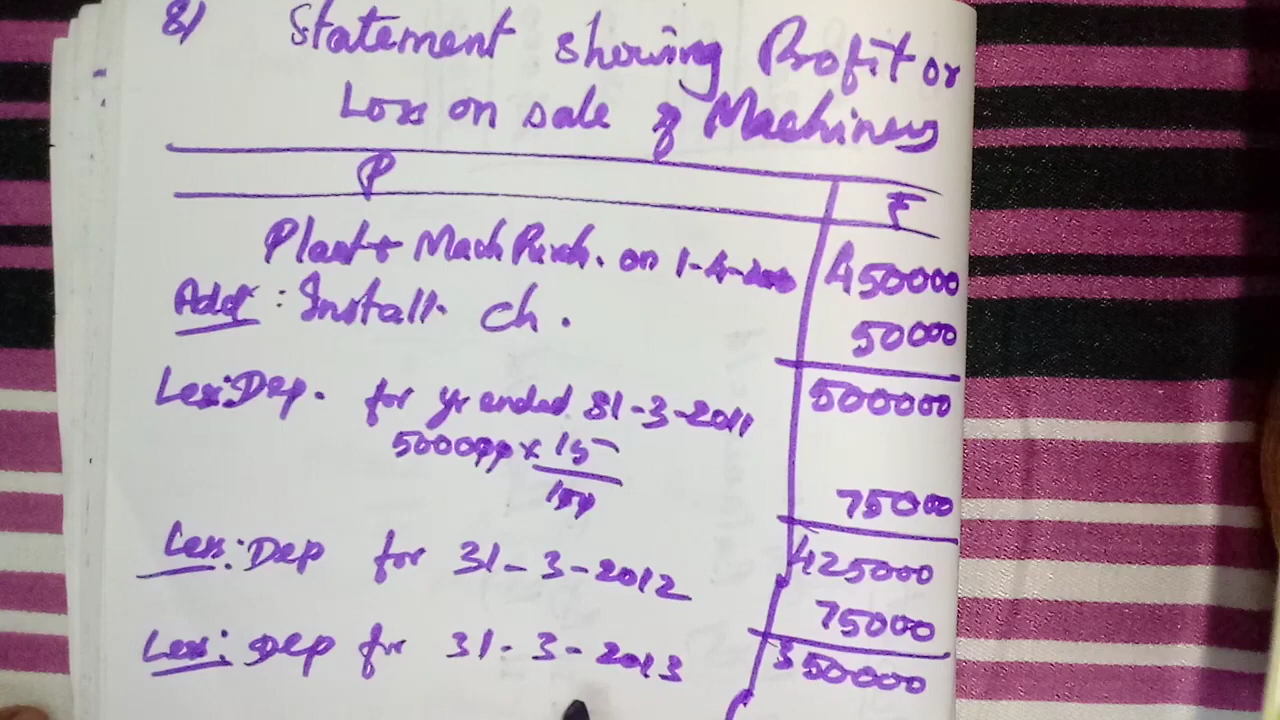 8) Statement showing Profit or
Loss on sale of Machinery
P ₹
Plant + Mach Purch. on 1-4- 450000
Add : Install. ch. 50000
500000
Less: Dep. for yr ended 31-3-2011
500000 x 15
100
75000
425000
Less: Dep for 31-3-2012 75000
350000
Less: Dep for 31-3-2013